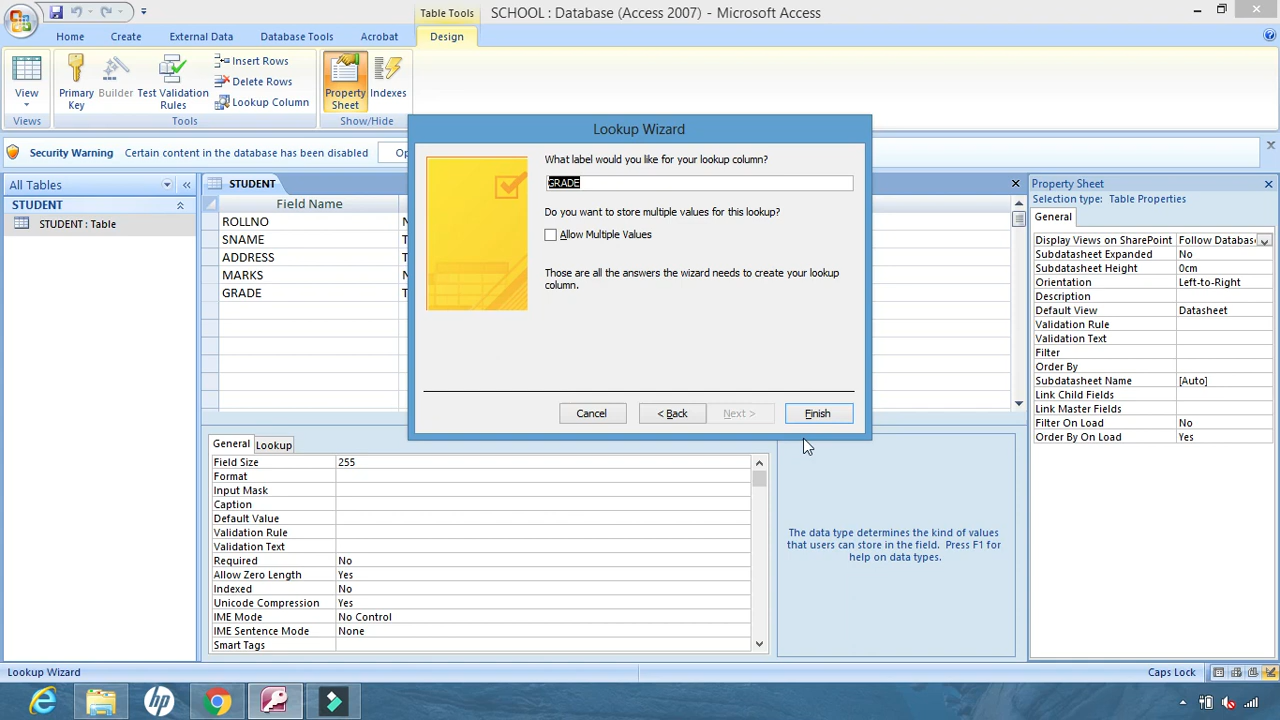 Table Tools
SCHOOL : Database (Access 2007) - Microsoft Access
Home
Create
External Data
Database Tools
Acrobat
Design
View
Primary Key
Builder
Test Validation Rules
Insert Rows
Delete Rows
Lookup Column
Property Sheet
Indexes
Views
Tools
Show/Hide
Security Warning
Certain content in the database has been disabled
All Tables
STUDENT
STUDENT : Table
STUDENT
Field Name
ROLLNO
SNAME
ADDRESS
MARKS
GRADE
N
T
T
N
T
Lookup Wizard
What label would you like for your lookup column?
GRADE
Do you want to store multiple values for this lookup?
Allow Multiple Values
Those are all the answers the wizard needs to create your lookup
column.
Cancel
< Back
Next >
Finish
General
Lookup
Field Size 255
Format
Input Mask
Caption
Default Value
Validation Rule
Validation Text
Required No
Allow Zero Length Yes
Indexed No
Unicode Compression Yes
IME Mode No Control
IME Sentence Mode None
Smart Tags
The data type determines the kind of values
that users can store in the field. Press F1 for
help on data types.
Property Sheet
Selection type: Table Properties
General
Display Views on SharePoint Follow Databas
Subdatasheet Expanded No
Subdatasheet Height 0cm
Orientation Left-to-Right
Description
Default View Datasheet
Validation Rule
Validation Text
Filter
Order By
Subdatasheet Name [Auto]
Link Child Fields
Link Master Fields
Filter On Load No
Order By On Load Yes
Lookup Wizard
Caps Lock